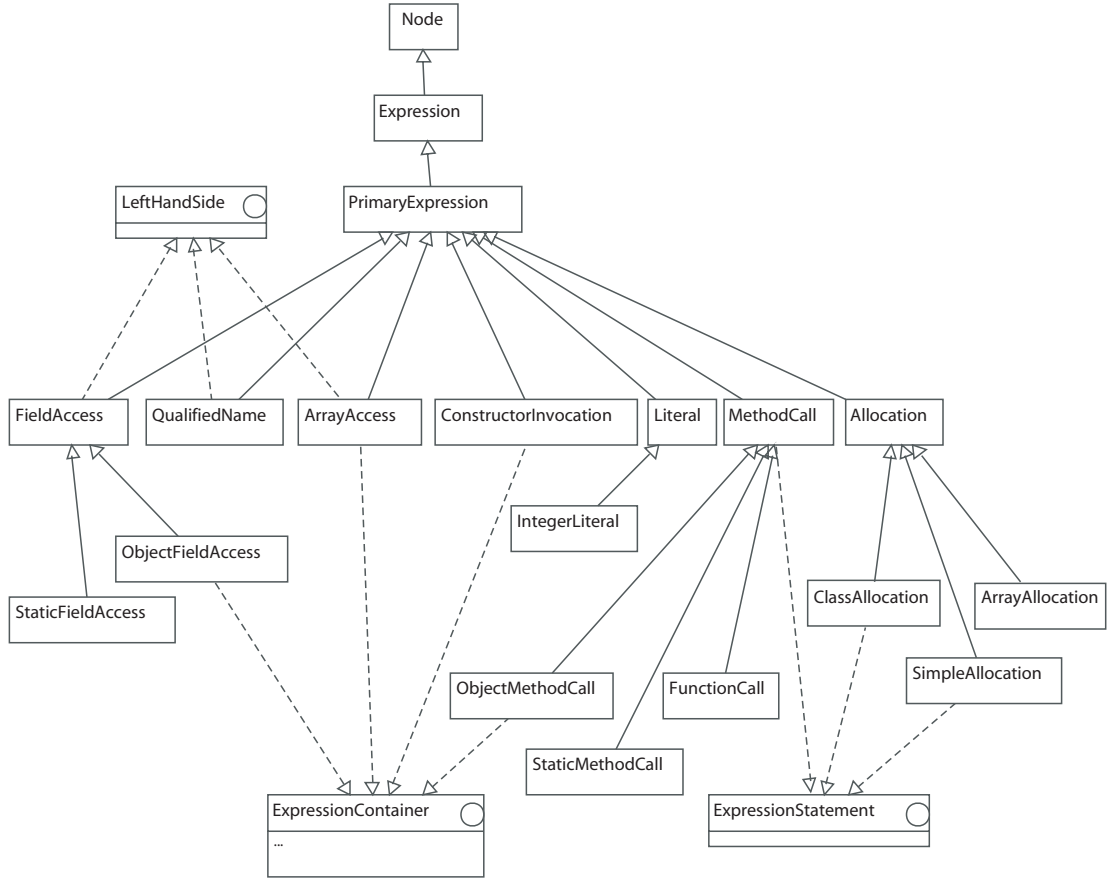 Node
Expression
LeftHandSide
PrimaryExpression
FieldAccess
QualifiedName
ArrayAccess
ConstructorInvocation
Literal
MethodCall
Allocation
IntegerLiteral
ObjectFieldAccess
StaticFieldAccess
ClassAllocation
ArrayAllocation
SimpleAllocation
ObjectMethodCall
FunctionCall
StaticMethodCall
ExpressionContainer
...
ExpressionStatement